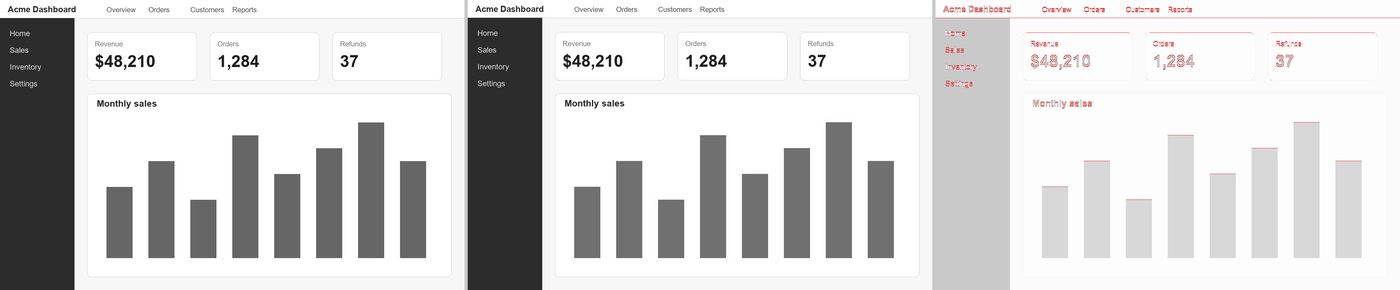 Acme Dashboard Overview Orders Customers Reports
Home
Sales
Inventory
Settings
Revenue
$48,210
Orders
1,284
Refunds
37
Monthly sales
Acme Dashboard Overview Orders Customers Reports
Home
Sales
Inventory
Settings
Revenue
$48,210
Orders
1,284
Refunds
37
Monthly sales
Acme Dashboard Overview Orders Customers Reports
Home
Sales
Inventory
Settings
Revenue
$48,210
Orders
1,284
Refunds
37
Monthly sales